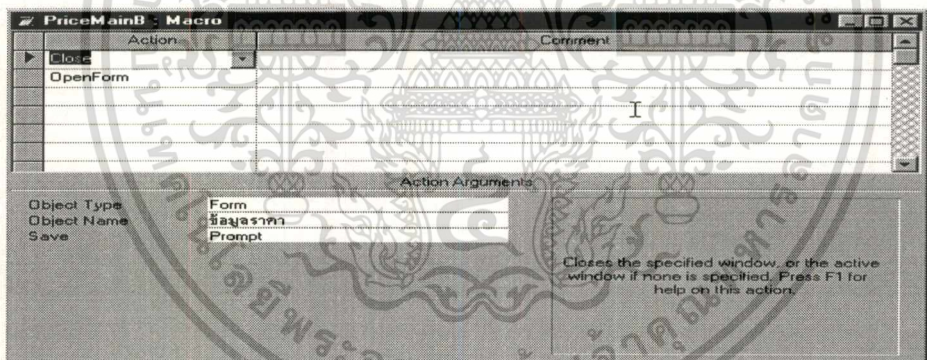 PriceMainB : Macro
Action Comment
Close
OpenForm
Action Arguments
Object Type Form
Object Name ข้อมูลราคา
Save Prompt
Closes the specified window, or the active
window if none is specified. Press F1 for
help on this action.